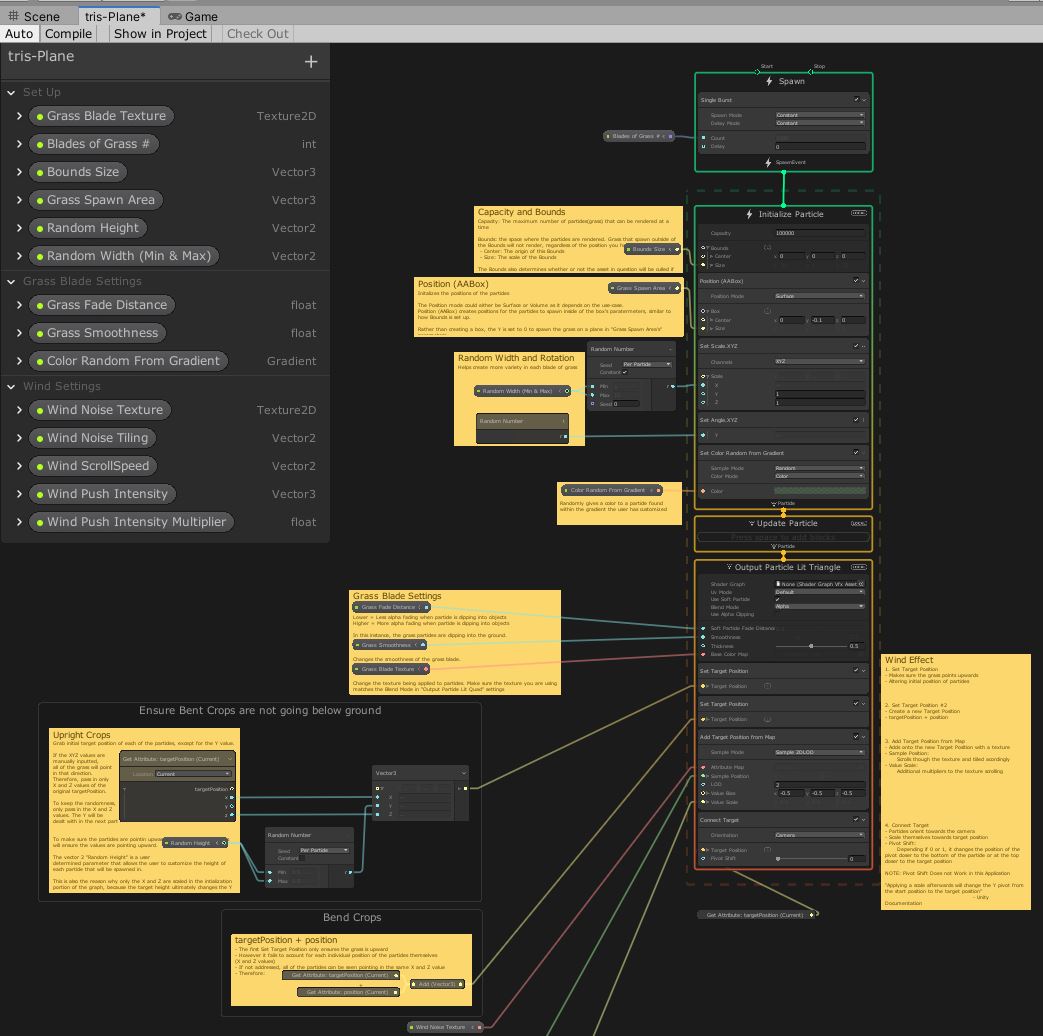 Scene
tris-Plane*
Game
Auto
Compile
Show in Project
Check Out
tris-Plane
+
Set Up
Grass Blade Texture
Texture2D
Blades of Grass #
int
Bounds Size
Vector3
Grass Spawn Area
Vector3
Random Height
Vector2
Random Width (Min & Max)
Vector2
Grass Blade Settings
Grass Fade Distance
float
Grass Smoothness
float
Color Random From Gradient
Gradient
Wind Settings
Wind Noise Texture
Texture2D
Wind Noise Tiling
Vector2
Wind ScrollSpeed
Vector2
Wind Push Intensity
Vector3
Wind Push Intensity Multiplier
float
Start
Stop
Spawn
Single Burst
Spawn Mode
Constant
Delay Mode
Constant
Blades of Grass #
Count
Delay
0
SpawnEvent
Capacity and Bounds
Capacity: The maximum number of particles(grass) that can be rendered at a
time
Bounds: the space where the particles are rendered. Grass that spawn outside of
the Bounds will not render, regardless of the position you
- Center: The origin of this Bounds
- Size: The scale of the Bounds
The Bounds also determines whether or not the asset in question will be culled if
Bounds Size
Initialize Particle
Capacity
100000
Bounds
Center
x 0
y 0
z 0
Size
Position (AABox)
Initalizes the positions of the particles
The Position mode could either be Surface or Volume as it depends on the use-case.
Position (AABox) creates positions for the particles to spawn inside of the box's paratermeters, similar to
how Bounds is set up.
Rather than creating a box, the Y is set to 0 to spawn the grass on a plane in "Grass Spawn Area's"
Grass Spawn Area
Position (AABox)
Position Mode
Surface
Box
Center
x 0
y -0.1
z 0
Size
Random Width and Rotation
Helps create more variety in each blade of grass
Random Width (Min & Max)
Random Number
Random Number
Seed
Per Particle
Constant
Min
Max
Seed 0
r
r
Set Scale.XYZ
Channels
XYZ
Scale
X
Y
1
Z
1
Set Angle.XYZ
Y
Set Color Random from Gradient
Sample Mode
Random
Color Mode
Color
Color
Particle
Color Random From Gradient
Randomly gives a color to a particle found
within the gradient the user has customized
Update Particle
Press space to add blocks
Particle
Output Particle Lit Triangle
Shader Graph
None (Shader Graph Vfx Asset
Uv Mode
Default
Use Soft Particle
Blend Mode
Alpha
Use Alpha Clipping
Soft Particle Fade Distance
Smoothness
Thickness
0.5
Base Color Map
Grass Blade Settings
Grass Fade Distance
Lower = Less alpha fading when particle is dipping into objects
Higher = More alpha fading when particle is dipping into objects
In this instance, the grass particles are dipping into the ground.
Grass Smoothness
Changes the smoothness of the grass blade.
Grass Blade Texture
Change the texture being applied to particles. Make sure the texture you are using
matches the Blend Mode in "Output Particle Lit Quad" settings
Set Target Position
Target Position
Set Target Position
Target Position
Add Target Position from Map
Sample Mode
Sample 2DLOD
Attribute Map
Sample Position
LOD
2
Value Bias
x -0.5
y -0.5
z -0.5
Value Scale
Connect Target
Orientation
Camera
Target Position
Pivot Shift
0
Get Attribute: targetPosition (Current)
Wind Effect
1. Set Target Position
- Makes sure the grass points upwards
- Altering initial position of particles
2. Set Target Position #2
- Create a new Target Position
- targetPosition + position
3. Add Target Position from Map
- Adds onto the new Target Position with a texture
- Sample Position:
Scrolls though the texture and tiled acordingly
- Value Scale:
Additional multipliers to the texture scrolling
4. Connect Target
- Particles orient towards the camera
- Scale themselves towards target position
- Pivot Shift:
Depending if 0 or 1, it changes the position of the
pivot closer to the bottom of the particle or at the top
closer to the target position
NOTE: Pivot Shift Does not Work in this Application
"Applying a scale afterwards will change the Y pivot from
the start position to the target position"
- Unity
Documentation
Ensure Bent Crops are not going below ground
Upright Crops
Grab initial target position of each of the particles, except for the Y value.
If the XYZ values are
manually inputted,
all of the grass will point
in that direction.
Therefore, pass in only
X and Z values of the
original targetPosition.
To keep the randomness,
only pass in the X and Z
values. The Y will be
dealt with in the next part
To make sure the particles are pointin upward
will ensure the values are pointing upward.
The vector 2 "Random Height" is a user
determined parameter that allows the user to customize the height of
each particle that will be spawned in.
This is also the reason why only the X and Z are scaled in the intialization
portion of the graph, because the target height ultimately changes the Y
Get Attribute: targetPosition (Current)
Location
Current
targetPosition
x
y
z
Random Height
Random Number
Seed
Per Particle
Constant
Min
Max
r
Vector3
X
Y
Z
Bend Crops
targetPosition + position
- The first Set Target Position only ensures the grass is upward
- However it fails to account for each individual position of the particles themselves
(X and Z values)
- If not addressed, all of the particles can be seen pointing in the same X and Z value
- Therefore:
Get Attribute: targetPosition (Current)
+
Get Attribute: position (Current)
Add (Vector3)
Wind Noise Texture